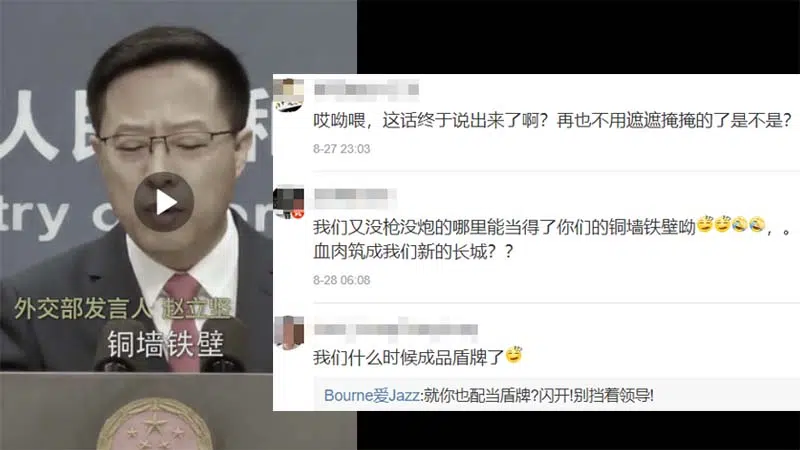 人民
和
try of
外交部发言人 赵立坚
铜墙铁壁
哎呦喂，这话终于说出来了啊？再也不用遮遮掩掩的了是不是？
8-27 23:03
我们又没枪没炮的哪里能当得了你们的铜墙铁壁呦，。
血肉筑成我们新的长城？？
8-28 06:08
我们什么时候成品盾牌了
Bourne爱Jazz:就你也配当盾牌?闪开!别挡着领导!